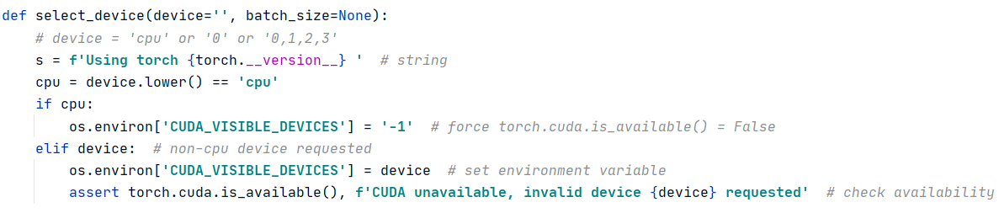 def select_device(device='', batch_size=None):
    # device = 'cpu' or '0' or '0,1,2,3'
    s = f'Using torch {torch.__version__} '  # string
    cpu = device.lower() == 'cpu'
    if cpu:
        os.environ['CUDA_VISIBLE_DEVICES'] = '-1'  # force torch.cuda.is_available() = False
    elif device:  # non-cpu device requested
        os.environ['CUDA_VISIBLE_DEVICES'] = device  # set environment variable
        assert torch.cuda.is_available(), f'CUDA unavailable, invalid device {device} requested'  # check availability